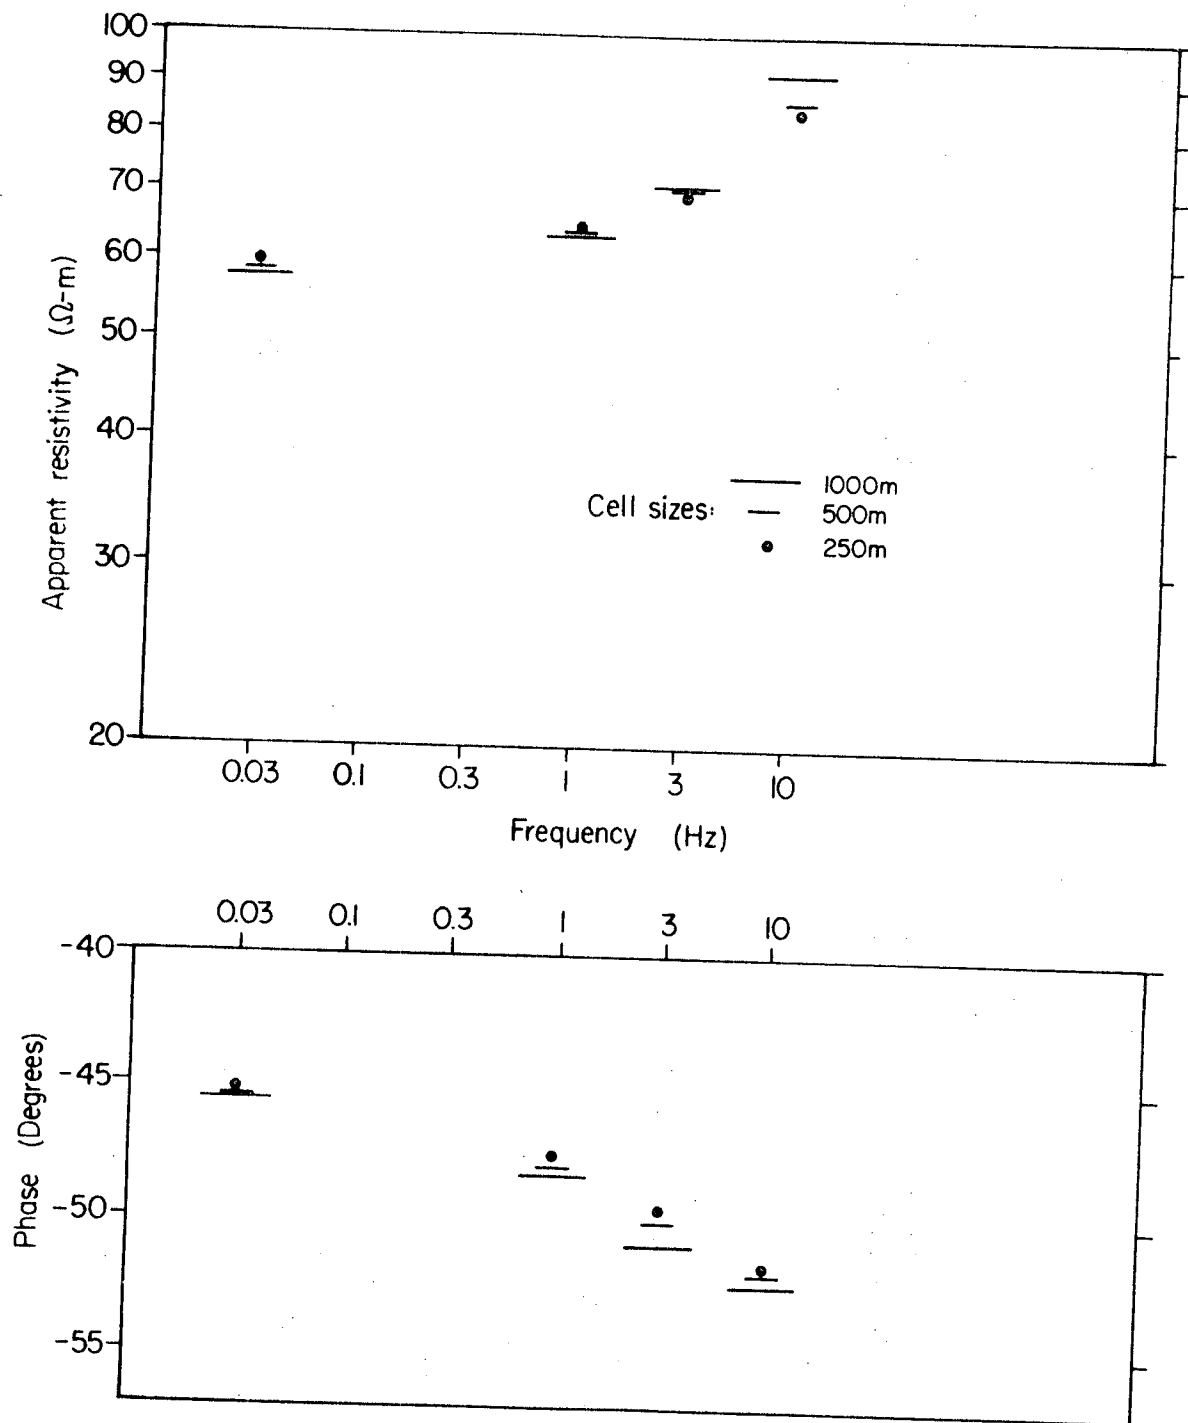 100
90
80
70
60
50
40
30
20
Apparent resistivity (Ω-m)
Cell sizes:
1000m
500m
250m
0.03 0.1 0.3 1 3 10
Frequency (Hz)
0.03 0.1 0.3 1 3 10
-40
-45
-50
-55
Phase (Degrees)